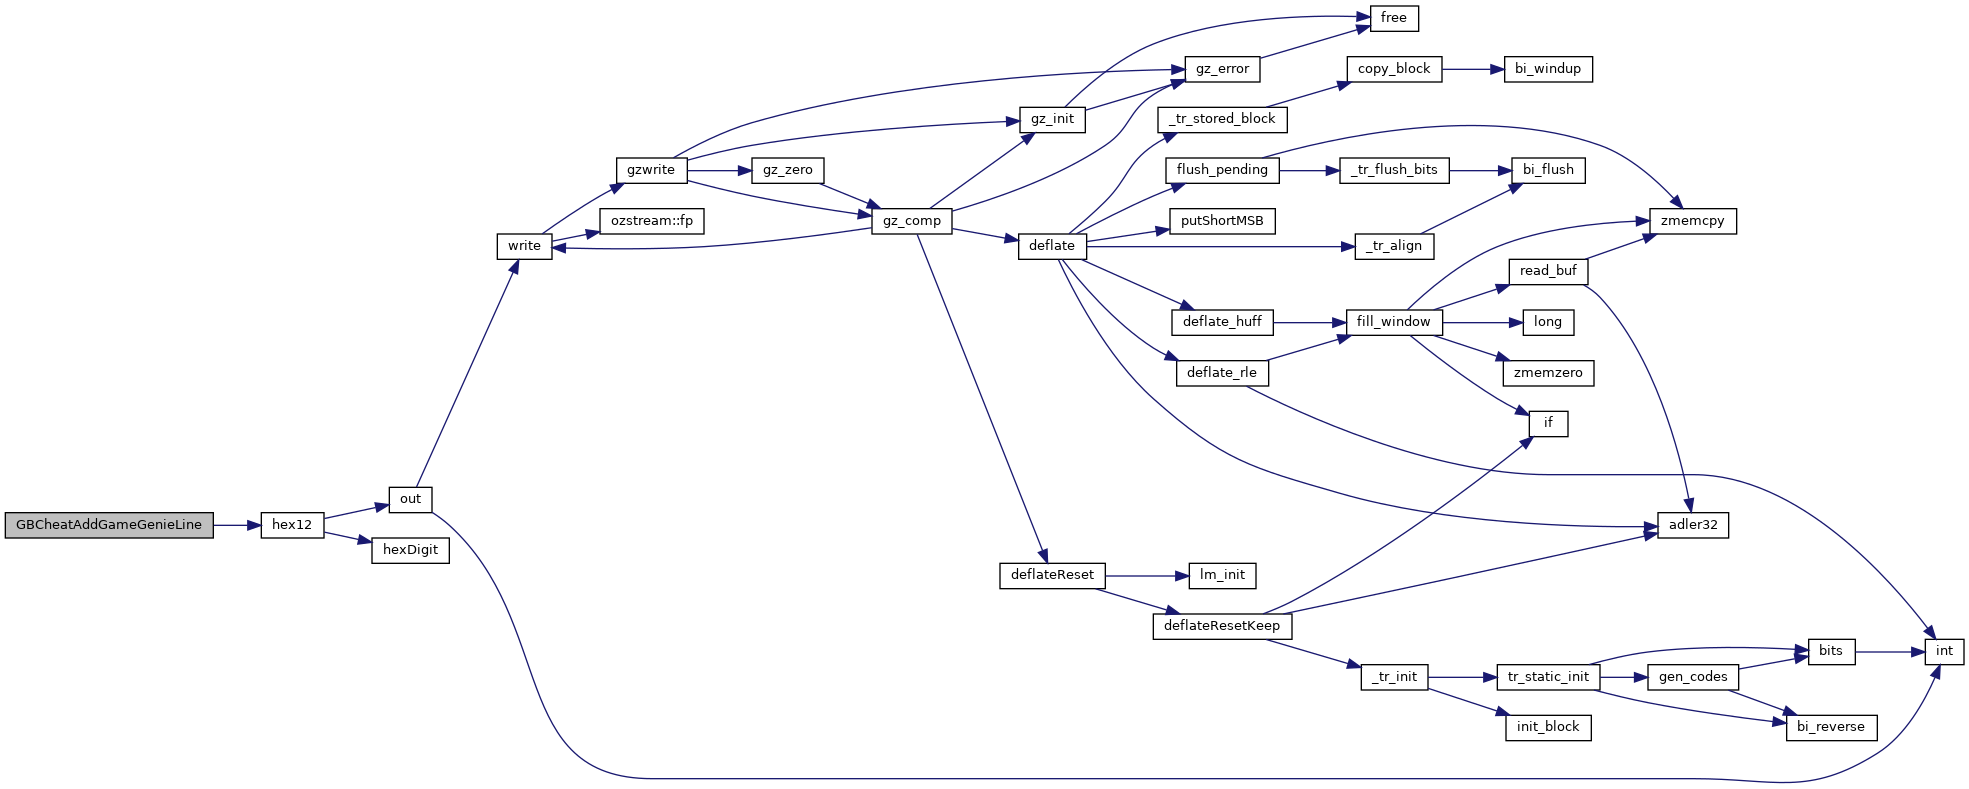 free
gz_error
copy_block
bi_windup
gz_init
_tr_stored_block
gzwrite
gz_zero
flush_pending
_tr_flush_bits
bi_flush
ozstream::fp
gz_comp
putShortMSB
zmemcpy
write
deflate
_tr_align
read_buf
deflate_huff
fill_window
long
deflate_rle
zmemzero
if
out
GBCheatAddGameGenieLine
hex12
adler32
hexDigit
deflateReset
lm_init
deflateResetKeep
bits
int
_tr_init
tr_static_init
gen_codes
init_block
bi_reverse